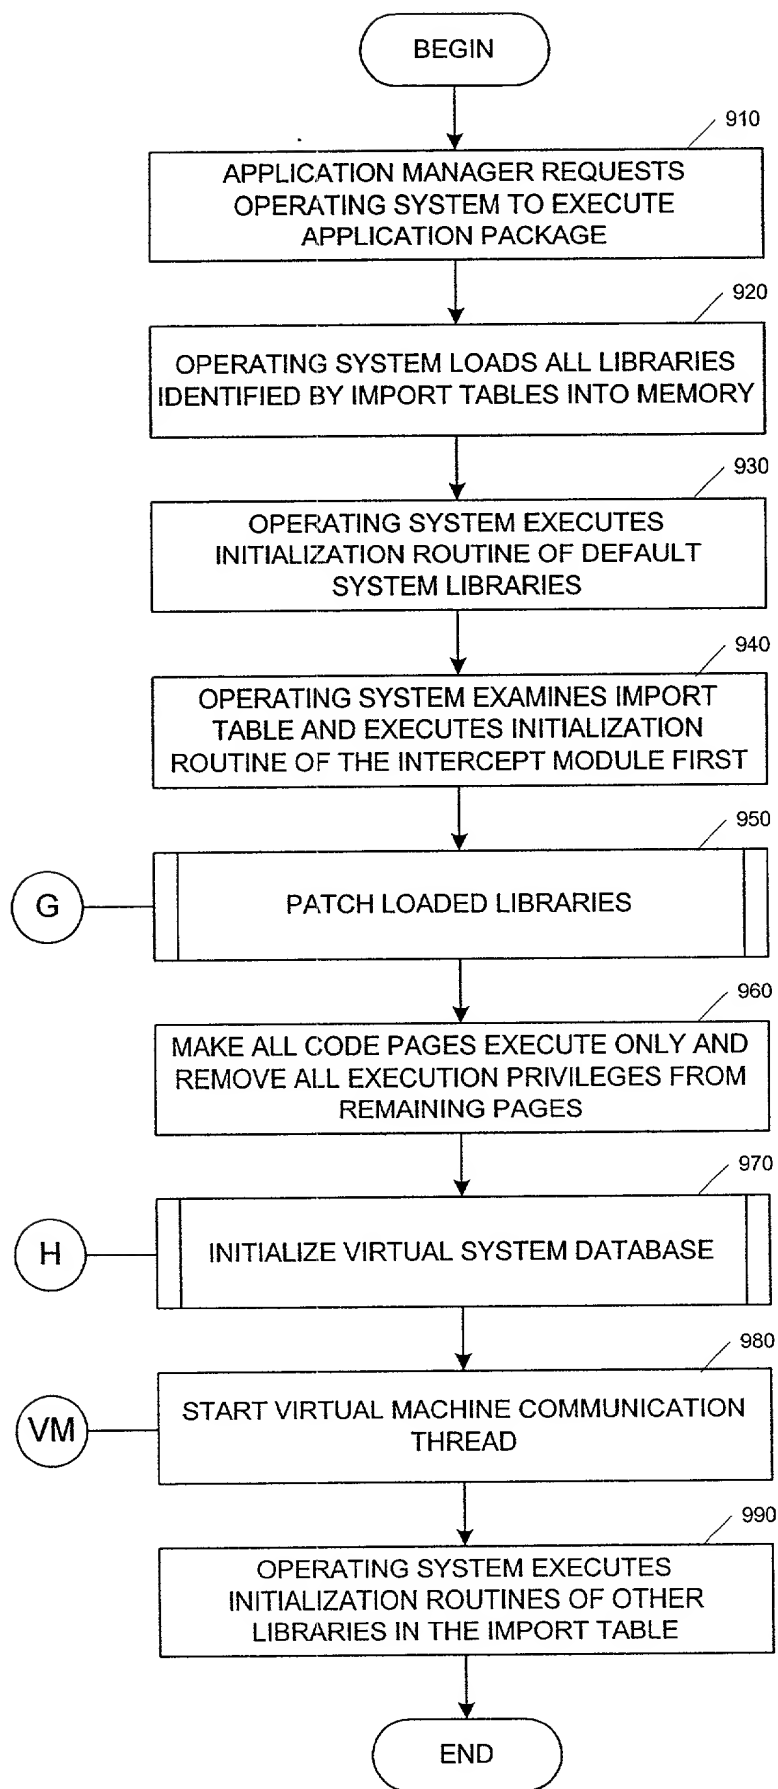 BEGIN
910
APPLICATION MANAGER REQUESTS
OPERATING SYSTEM TO EXECUTE
APPLICATION PACKAGE
920
OPERATING SYSTEM LOADS ALL LIBRARIES
IDENTIFIED BY IMPORT TABLES INTO MEMORY
930
OPERATING SYSTEM EXECUTES
INITIALIZATION ROUTINE OF DEFAULT
SYSTEM LIBRARIES
940
OPERATING SYSTEM EXAMINES IMPORT
TABLE AND EXECUTES INITIALIZATION
ROUTINE OF THE INTERCEPT MODULE FIRST
950
G
PATCH LOADED LIBRARIES
960
MAKE ALL CODE PAGES EXECUTE ONLY AND
REMOVE ALL EXECUTION PRIVILEGES FROM
REMAINING PAGES
970
H
INITIALIZE VIRTUAL SYSTEM DATABASE
980
VM
START VIRTUAL MACHINE COMMUNICATION
THREAD
990
OPERATING SYSTEM EXECUTES
INITIALIZATION ROUTINES OF OTHER
LIBRARIES IN THE IMPORT TABLE
END